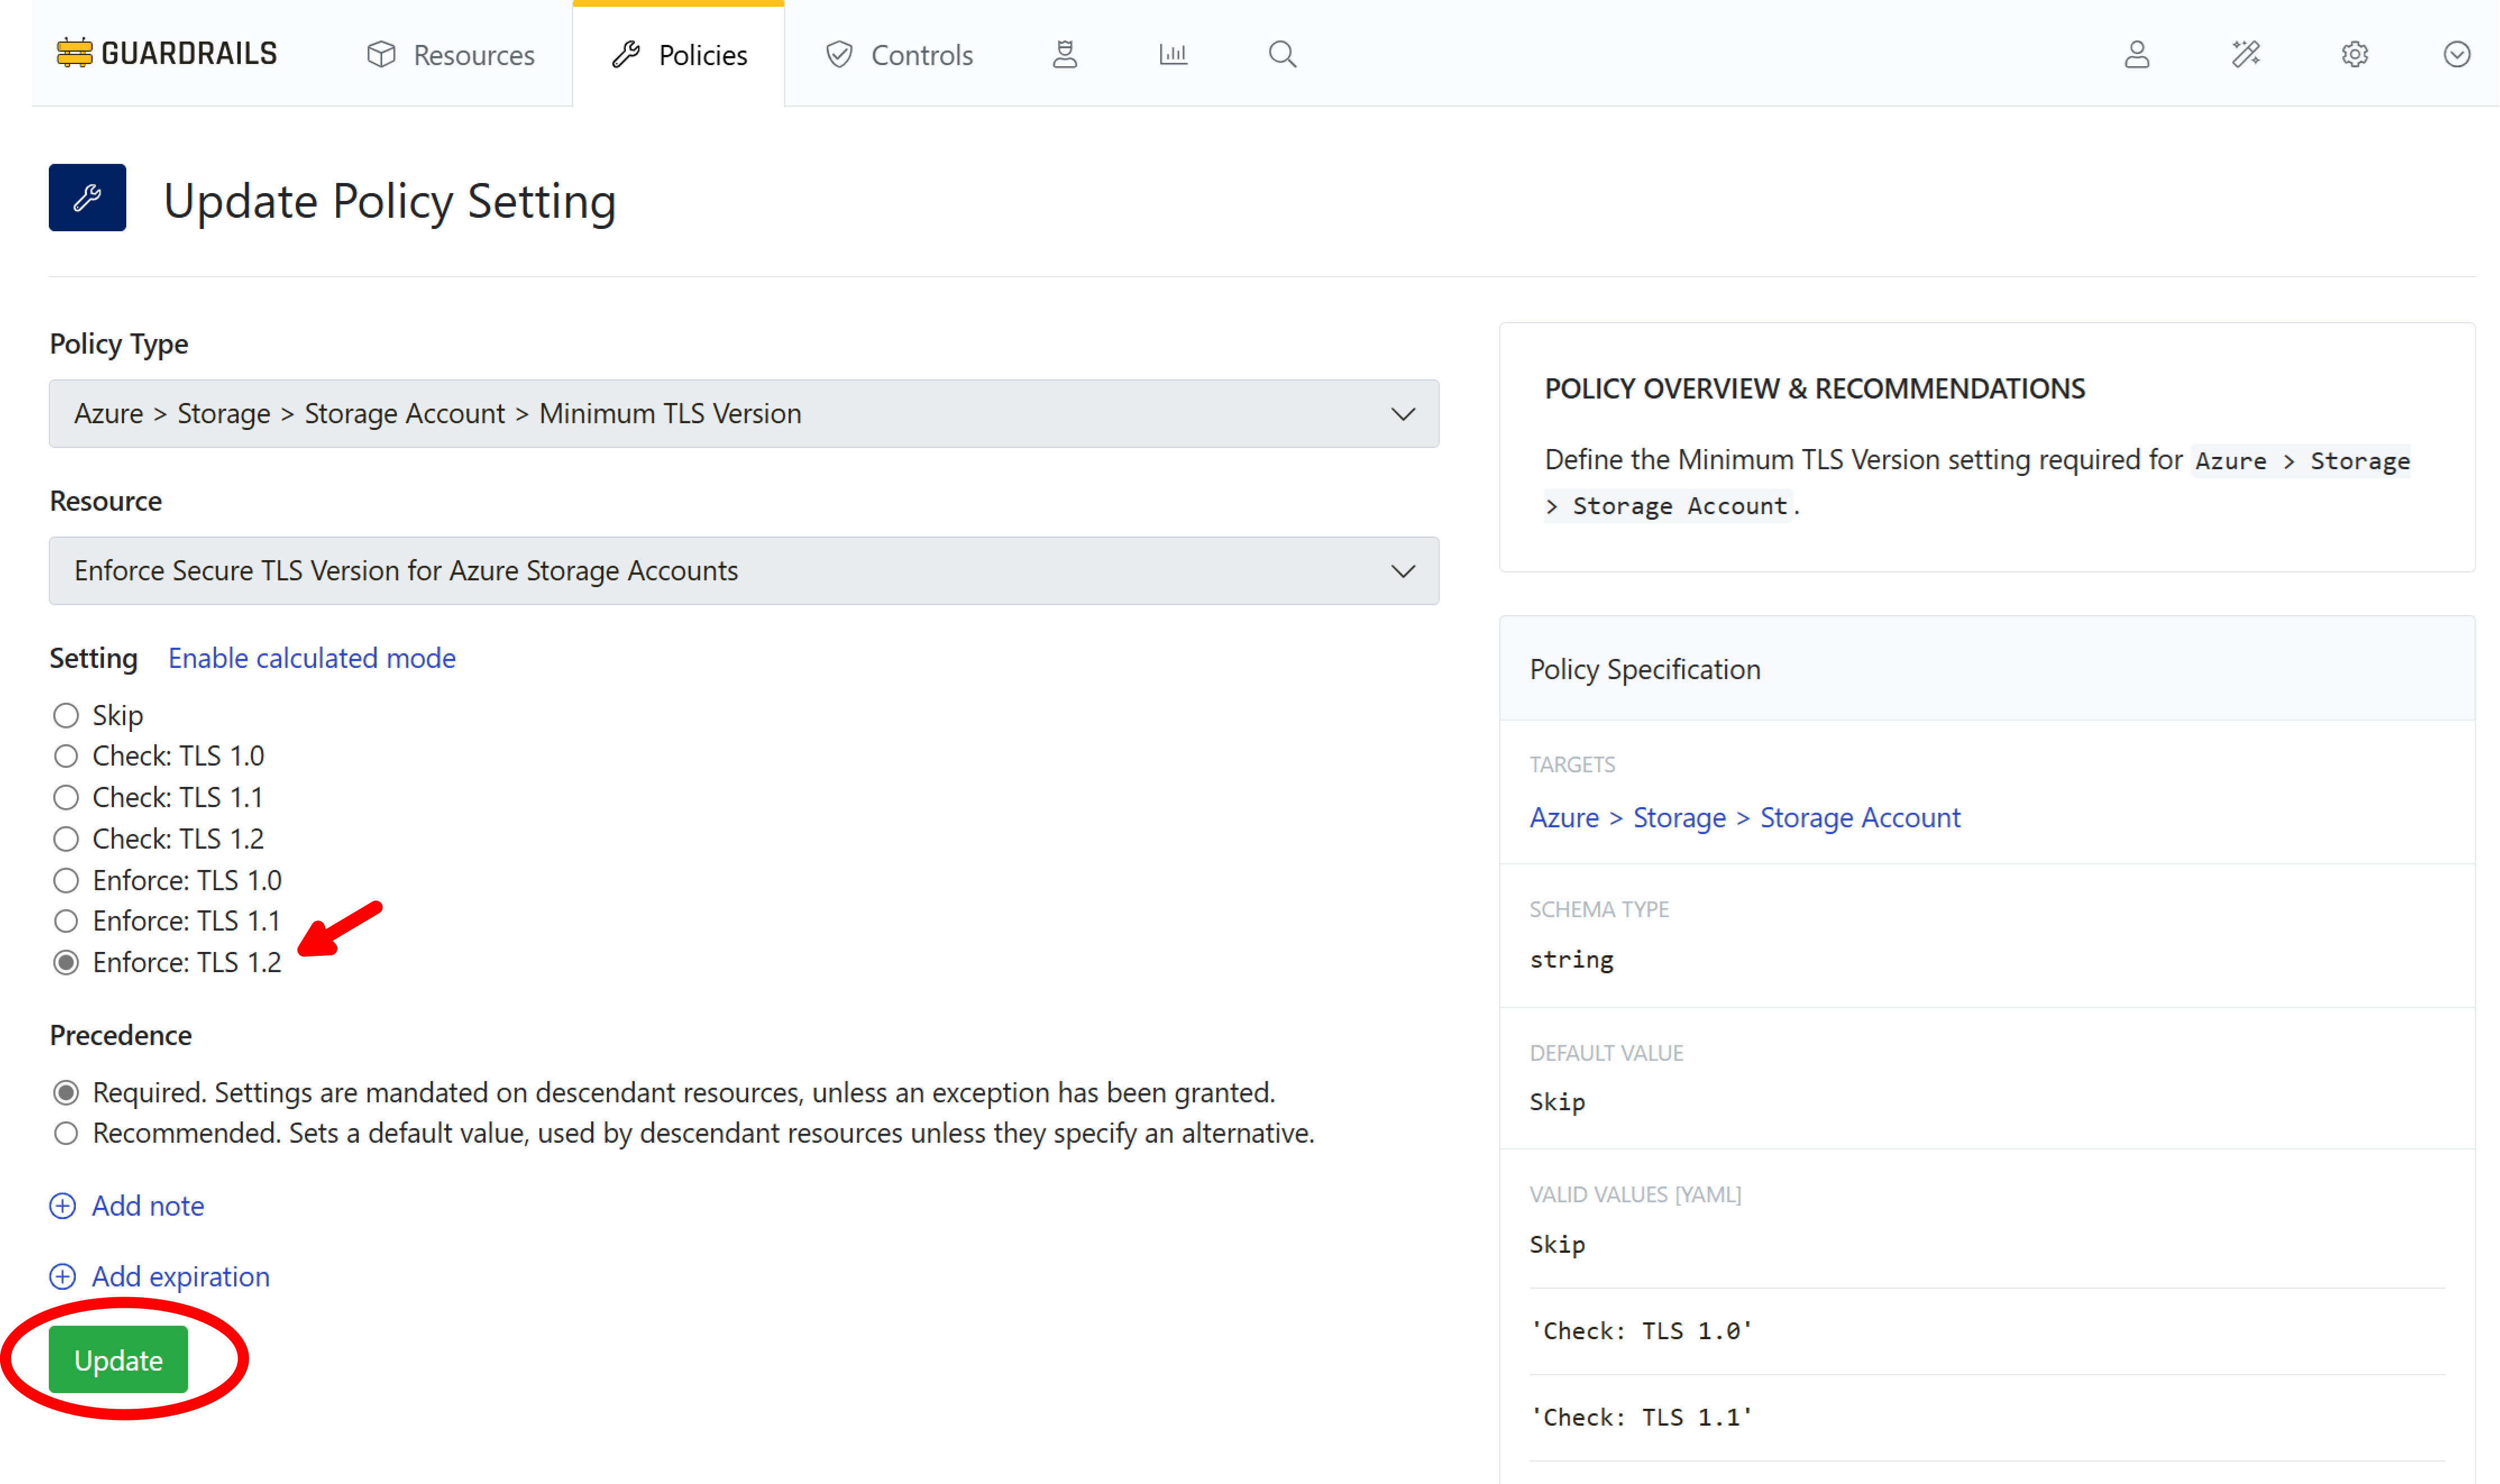 GUARDRAILS
Resources
Policies
Controls
Update Policy Setting
Policy Type
Azure > Storage > Storage Account > Minimum TLS Version
Resource
Enforce Secure TLS Version for Azure Storage Accounts
Setting Enable calculated mode
Skip
Check: TLS 1.0
Check: TLS 1.1
Check: TLS 1.2
Enforce: TLS 1.0
Enforce: TLS 1.1
Enforce: TLS 1.2
Precedence
Required. Settings are mandated on descendant resources, unless an exception has been granted.
Recommended. Sets a default value, used by descendant resources unless they specify an alternative.
Add note
Add expiration
Update
POLICY OVERVIEW & RECOMMENDATIONS
Define the Minimum TLS Version setting required for Azure > Storage
> Storage Account.
Policy Specification
TARGETS
Azure > Storage > Storage Account
SCHEMA TYPE
string
DEFAULT VALUE
Skip
VALID VALUES [YAML]
Skip
'Check: TLS 1.0'
'Check: TLS 1.1'